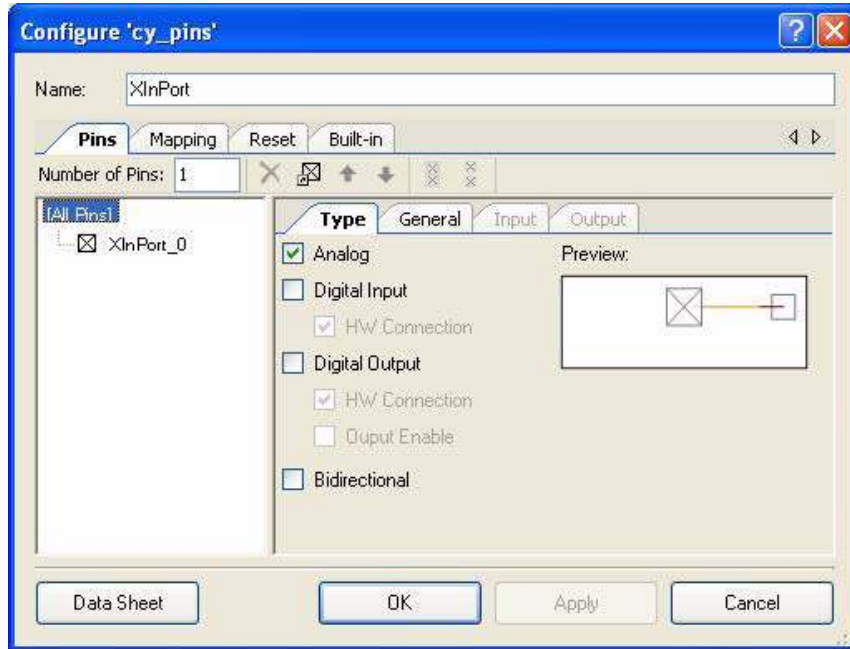 Configure 'cy_pins'
Name: XInPort
Pins Mapping Reset Built-in
Number of Pins: 1
[All Pins]
XInPort_0
Type General Input Output
Analog
Preview:
Digital Input
HW Connection
Digital Output
HW Connection
Ouput Enable
Bidirectional
Data Sheet OK Apply Cancel